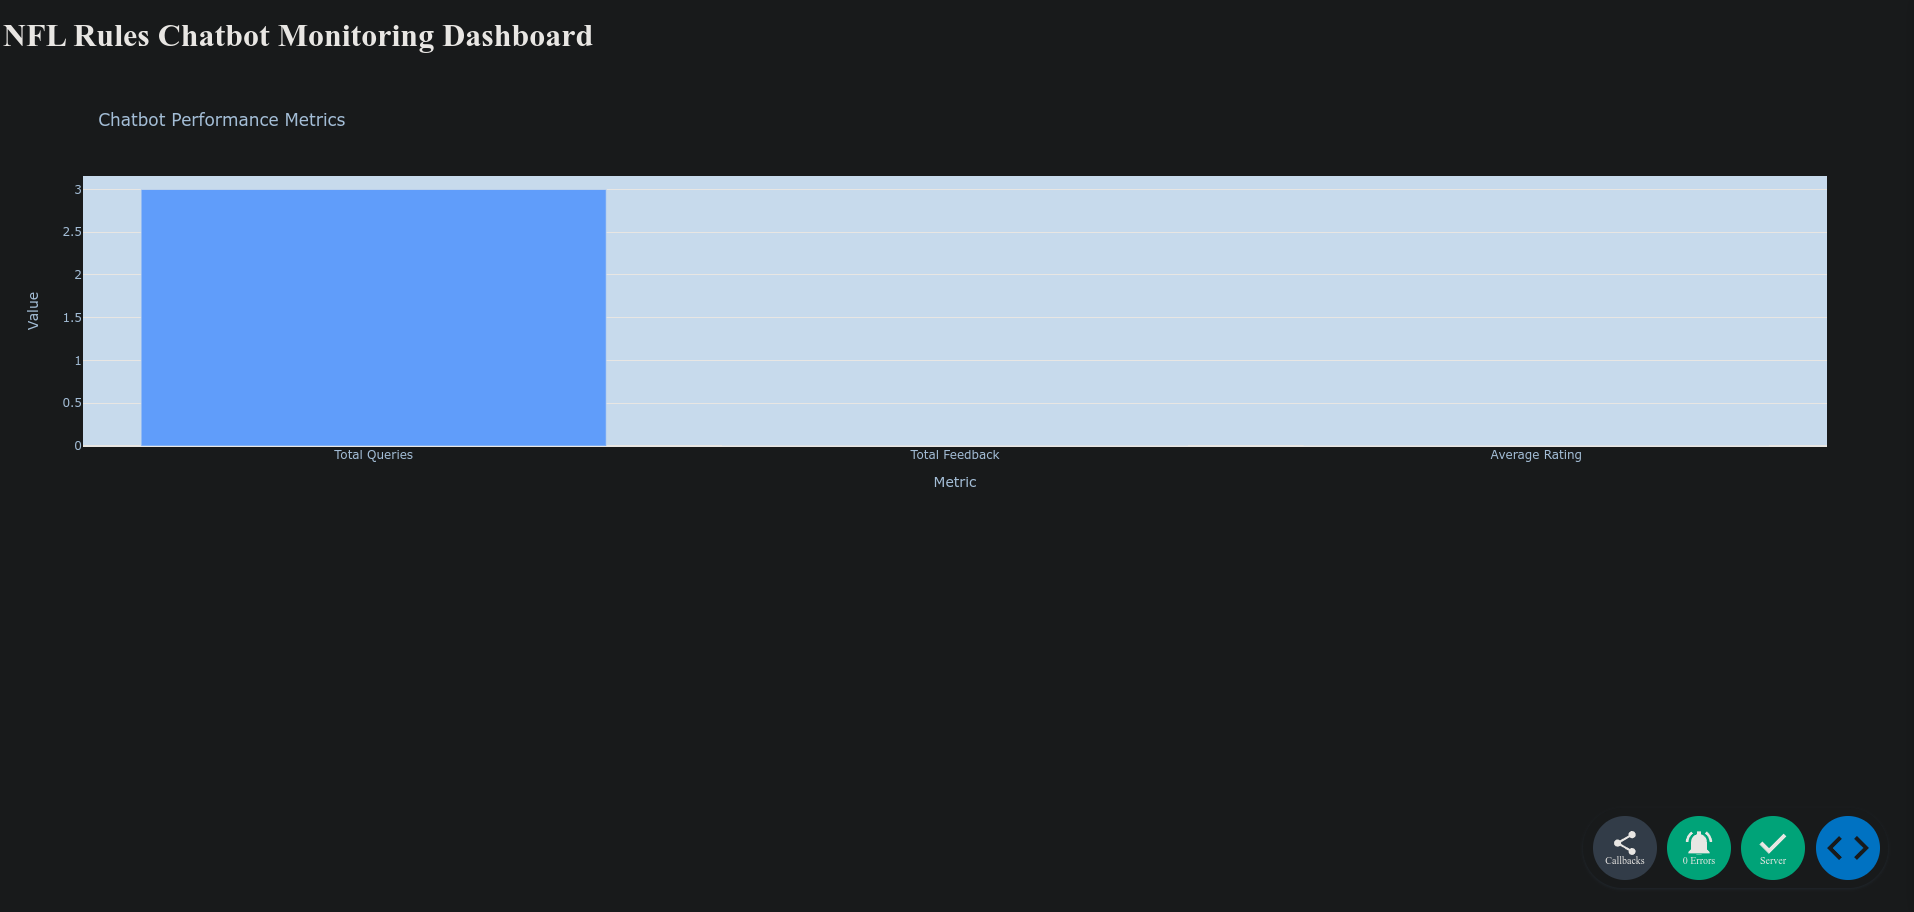 NFL Rules Chatbot Monitoring Dashboard
Chatbot Performance Metrics
3
2.5
2
1.5
1
0.5
0
Value
Total Queries
Total Feedback
Average Rating
Metric
Callbacks
0 Errors
Server